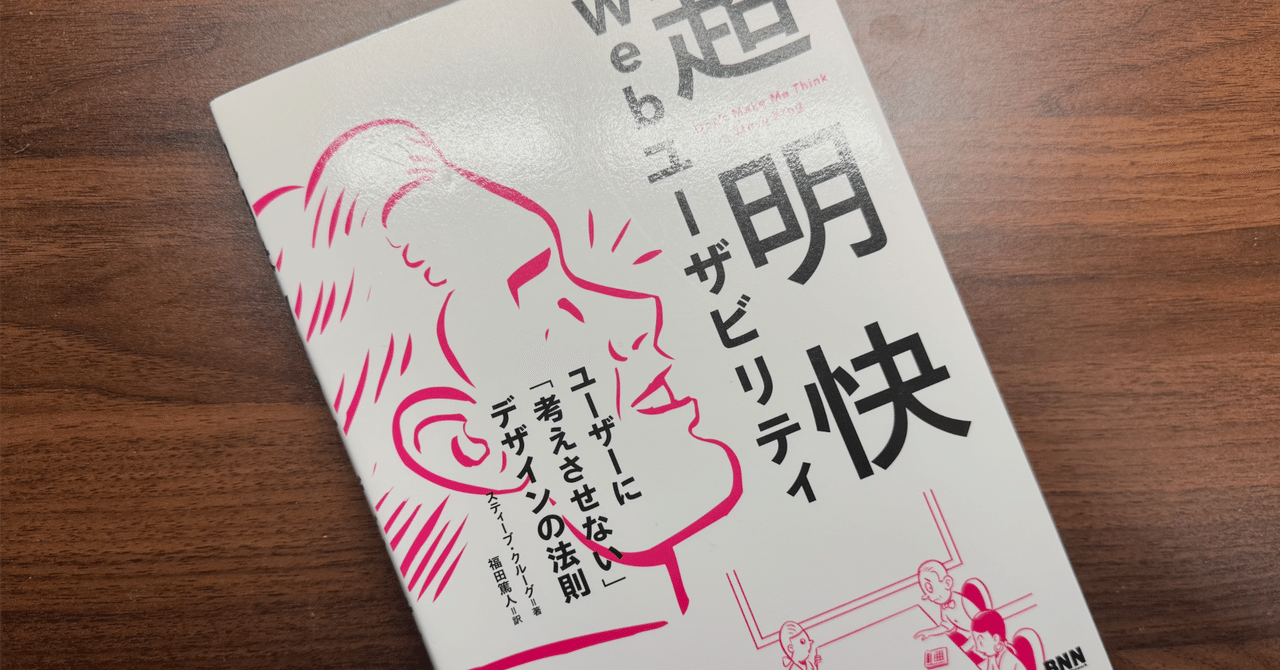 超明快
Don't Make Me Think
Steve Krug
Webユーザビリティ
ユーザーに
「考えさせない」
デザインの法則
スティーブ・クルーグ=著
福田篤人=訳
BNN